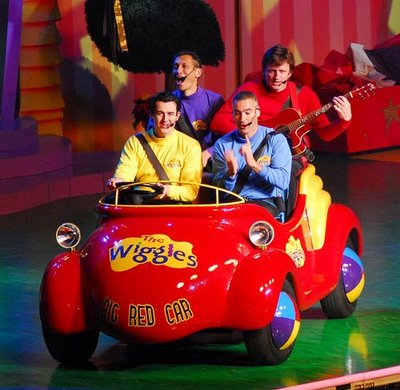 The
Wiggles
BIG RED CAR